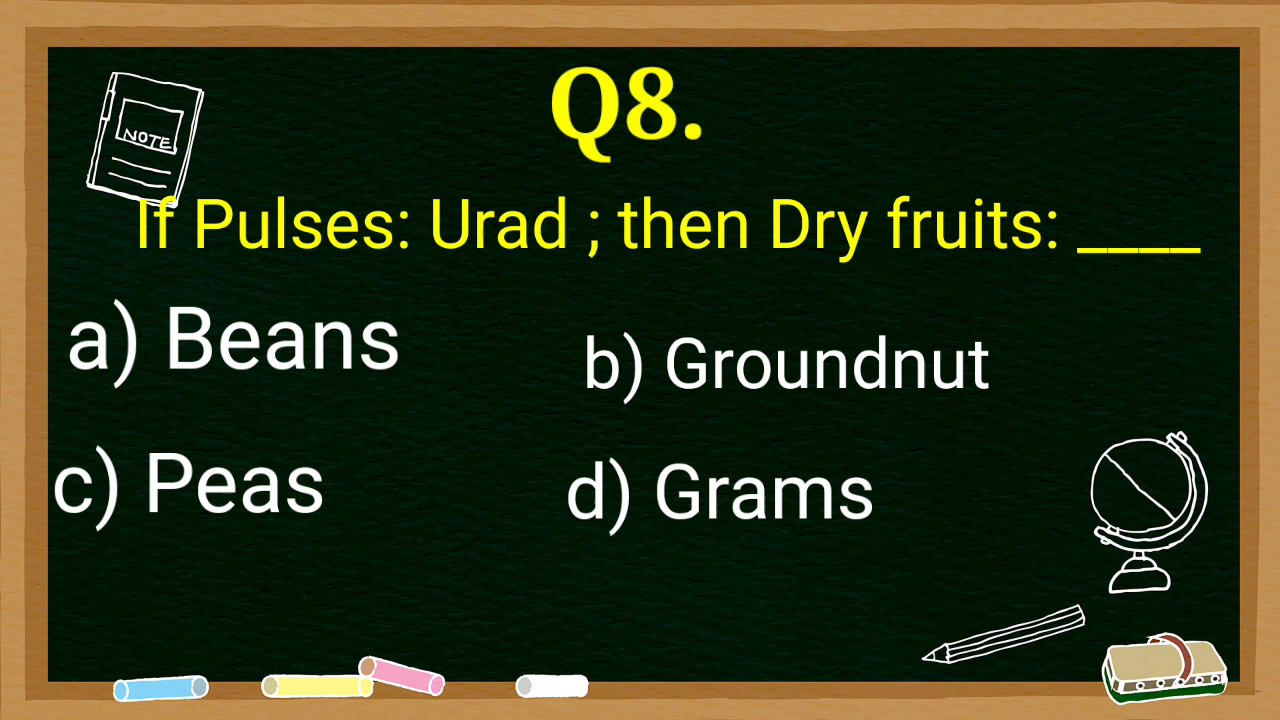 NOTE
Q8.
If Pulses: Urad ; then Dry fruits: ____
a) Beans
b) Groundnut
c) Peas
d) Grams